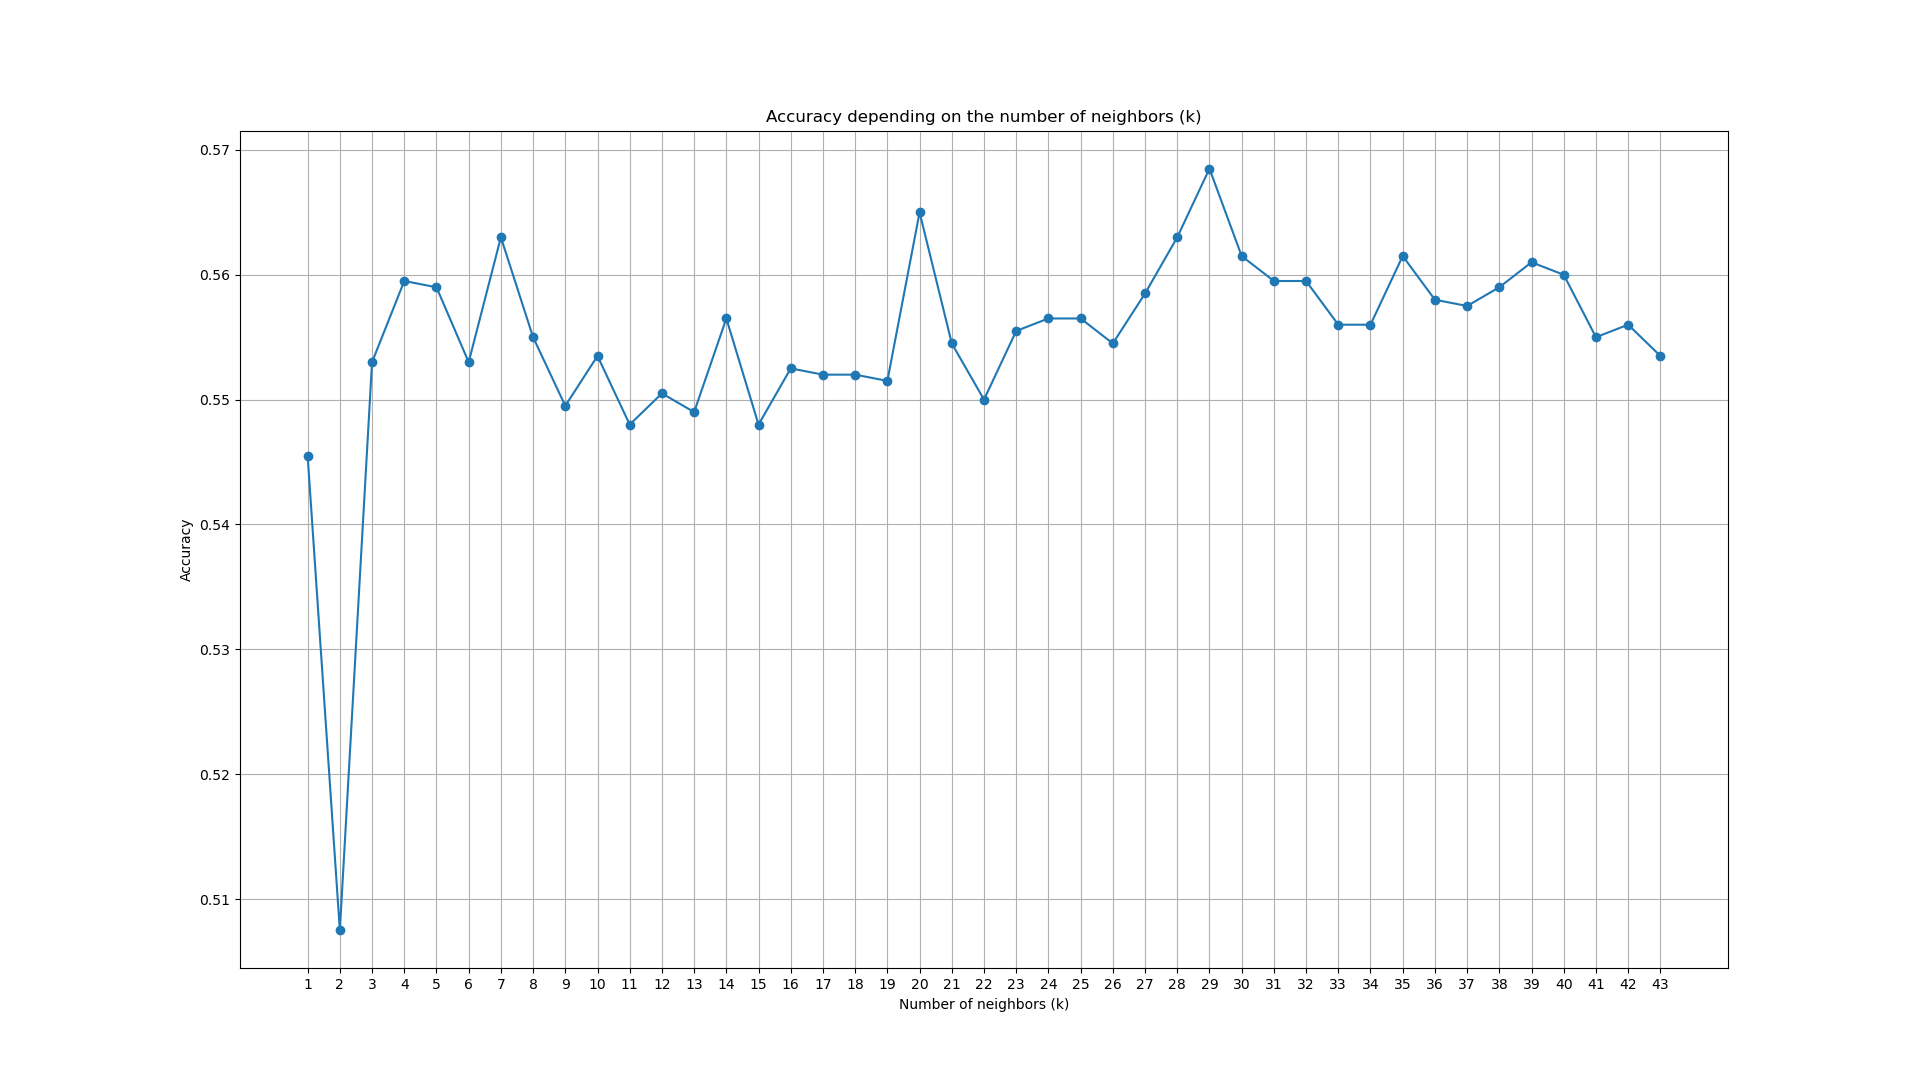 Accuracy depending on the number of neighbors (k)
0.57
0.56
0.55
0.54
0.53
0.52
0.51
Accuracy
1 2 3 4 5 6 7 8 9 10 11 12 13 14 15 16 17 18 19 20 21 22 23 24 25 26 27 28 29 30 31 32 33 34 35 36 37 38 39 40 41 42 43
Number of neighbors (k)